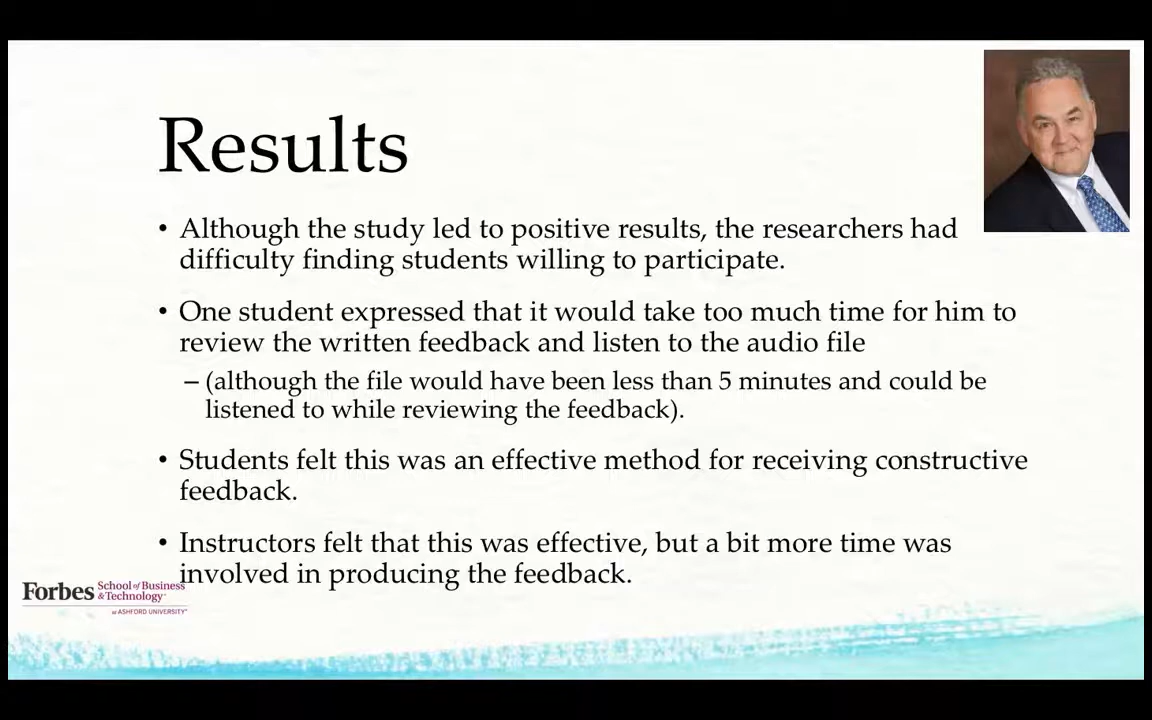 Results
• Although the study led to positive results, the researchers had
difficulty finding students willing to participate.
• One student expressed that it would take too much time for him to
review the written feedback and listen to the audio file
– (although the file would have been less than 5 minutes and could be
listened to while reviewing the feedback).
• Students felt this was an effective method for receiving constructive
feedback.
• Instructors felt that this was effective, but a bit more time was
involved in producing the feedback.
Forbes School of Business
& Technology
at ASHFORD UNIVERSITY